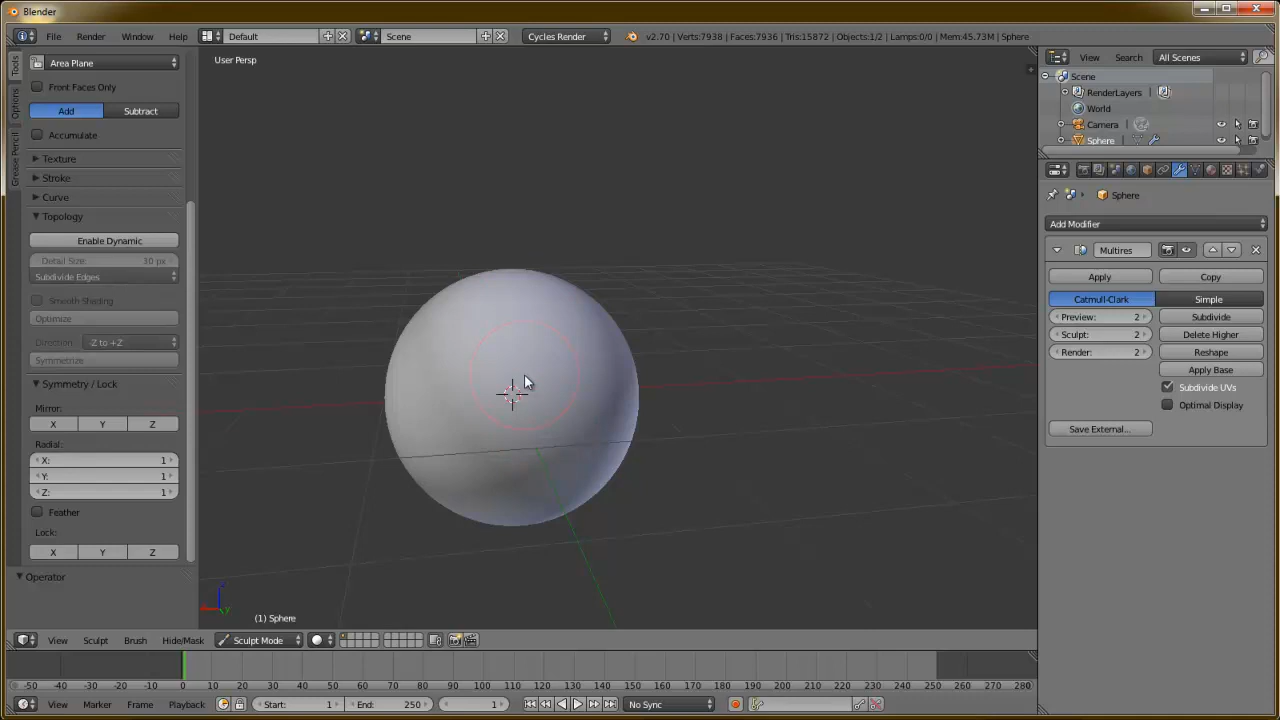 Blender
File Render Window Help Default Scene Cycles Render v2.70 | Verts:7938 | Faces:7936 | Tris:15872 | Objects:1/2 | Lamps:0/0 | Mem:45.73M | Sphere
Tools
Options
Grease Pencil
Area Plane
Front Faces Only
Add Subtract
Accumulate
Texture
Stroke
Curve
Topology
Enable Dynamic
Detail Size: 30 px
Subdivide Edges
Smooth Shading
Optimize
Direction: -Z to +Z
Symmetrize
Symmetry / Lock
Mirror:
X Y Z
Radial:
X: 1
Y: 1
Z: 1
Feather
Lock:
X Y Z
Operator
User Persp
(1) Sphere
View Search All Scenes
Scene
RenderLayers
World
Camera
Sphere
Sphere
Add Modifier
Multires
Apply Copy
Catmull-Clark Simple
Preview: 2 Subdivide
Sculpt: 2 Delete Higher
Render: 2 Reshape
Apply Base
Subdivide UVs
Optimal Display
Save External...
View Sculpt Brush Hide/Mask Sculpt Mode
-50 -40 -30 -20 -10 0 10 20 30 40 50 60 70 80 90 100 110 120 130 140 150 160 170 180 190 200 210 220 230 240 250 260 270 280
View Marker Frame Playback Start: 1 End: 250 1 No Sync